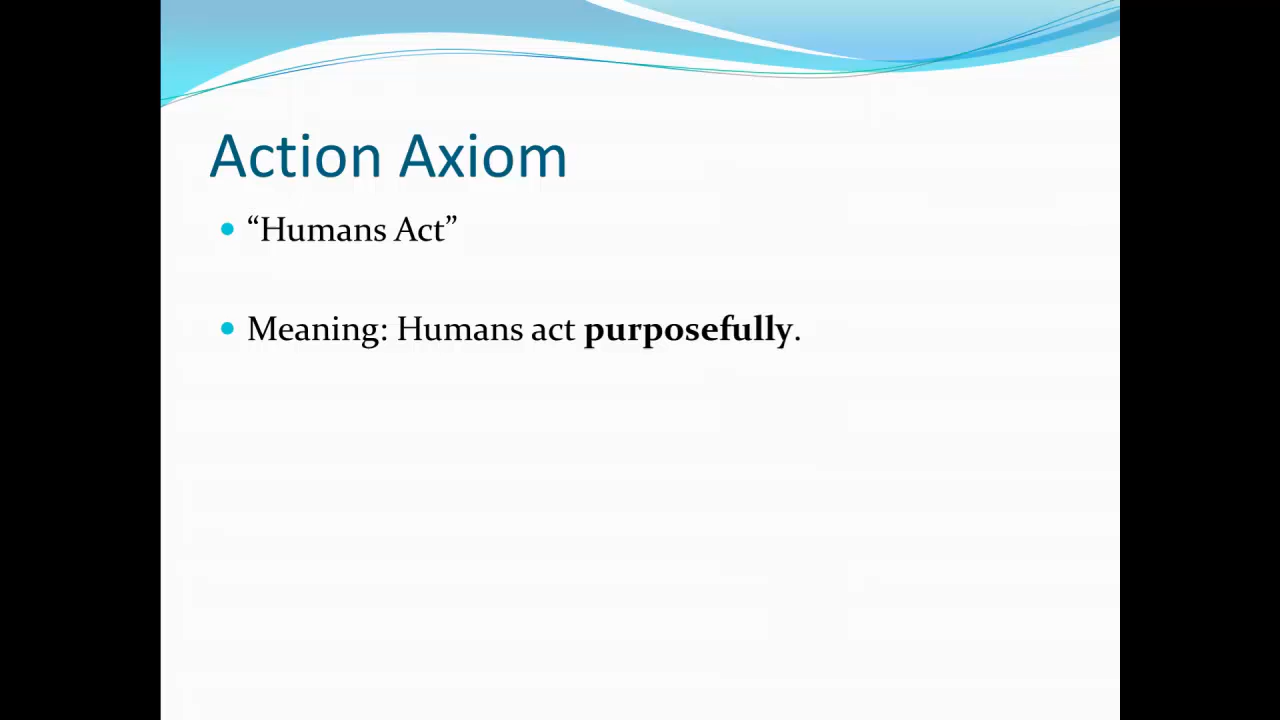 Action Axiom
• “Humans Act”
• Meaning: Humans act purposefully.